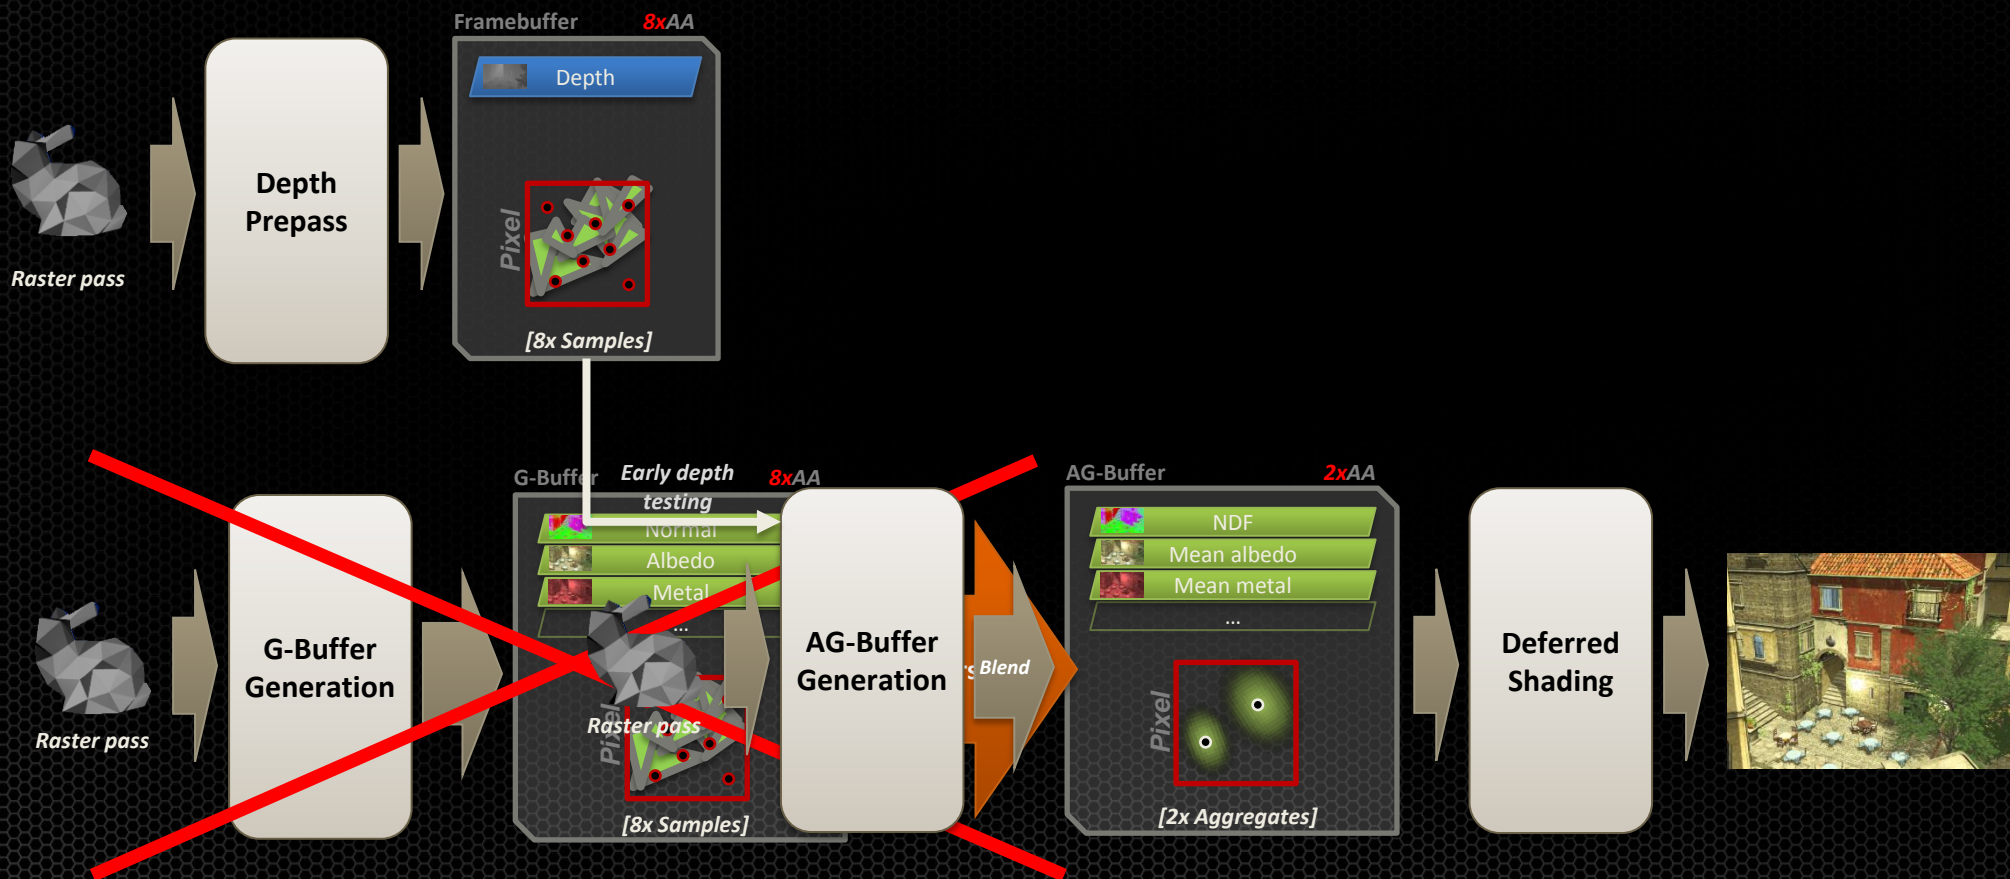 Framebuffer 8xAA
Depth
Depth
Prepass
Pixel
Raster pass
[8x Samples]
G-Buffer 8xAA
Early depth
testing
AG-Buffer 2xAA
Normal
Albedo
Metal
...
NDF
Mean albedo
Mean metal
...
G-Buffer
Generation
AG-Buffer
Generation
Blend
Deferred
Shading
Pixel
Pixel
Raster pass
Raster pass
[8x Samples]
[2x Aggregates]